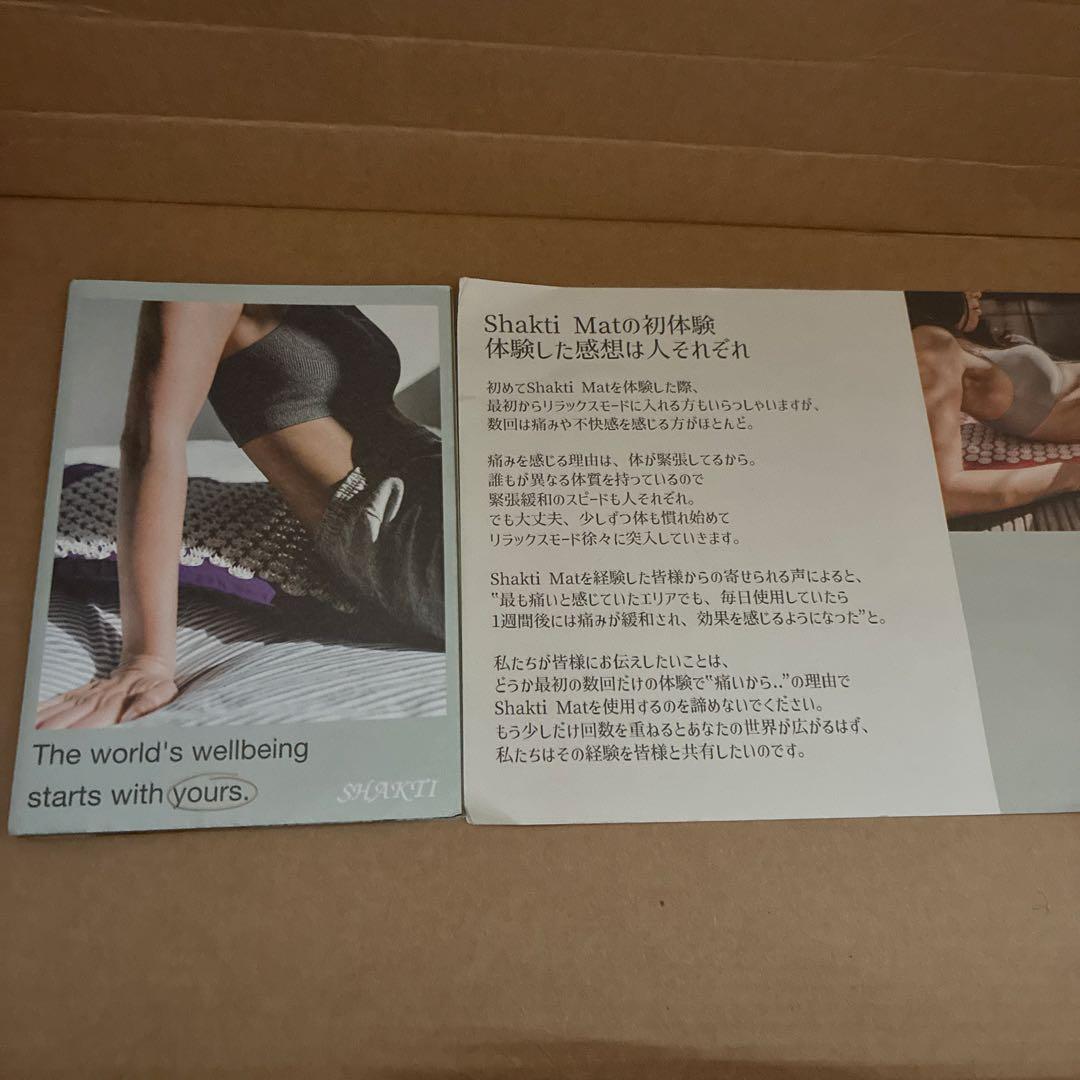 The world's wellbeing
starts with yours.
SHAKTI
Shakti Matの初体験
体験した感想は人それぞれ
初めてShakti Matを体験した際、
最初からリラックスモードに入れる方もいらっしゃいますが、
数回は痛みや不快感を感じる方がほとんど。
痛みを感じる理由は、体が緊張してるから。
誰もが異なる体質を持っているので
緊張緩和のスピードも人それぞれ。
でも大丈夫、少しずつ体も慣れ始めて
リラックスモード徐々に突入していきます。
Shakti Matを経験した皆様からの寄せられる声によると、
“最も痛いと感じていたエリアでも、毎日使用していたら
1週間後には痛みが緩和され、効果を感じるようになった”と。
私たちが皆様にお伝えしたいことは、
どうか最初の数回だけの体験で“痛いから..”の理由で
Shakti Matを使用するのを諦めないでください。
もう少しだけ回数を重ねるとあなたの世界が広がるはず、
私たちはその経験を皆様と共有したいのです。